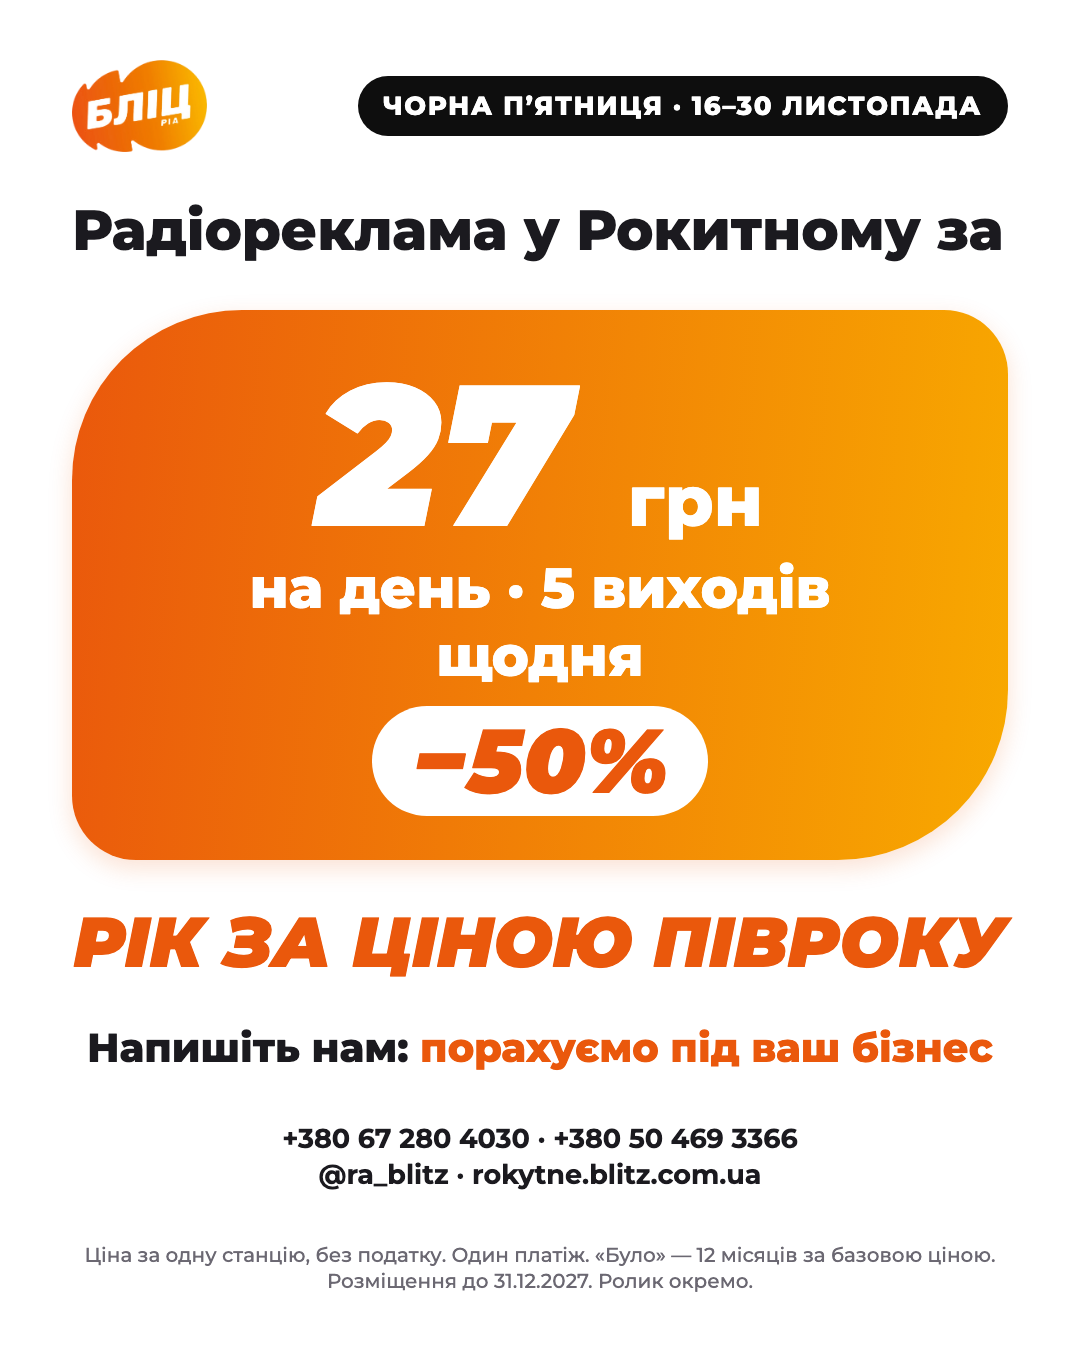 БЛІЦ
РІА
ЧОРНА П’ЯТНИЦЯ · 16–30 ЛИСТОПАДА
Радіореклама у Рокитному за
27 грн
на день · 5 виходів
щодня
–50%
РІК ЗА ЦІНОЮ ПІВРОКУ
Напишіть нам: порахуємо під ваш бізнес
+380 67 280 4030 · +380 50 469 3366
@ra_blitz · rokytne.blitz.com.ua
Ціна за одну станцію, без податку. Один платіж. «Було» — 12 місяців за базовою ціною.
Розміщення до 31.12.2027. Ролик окремо.